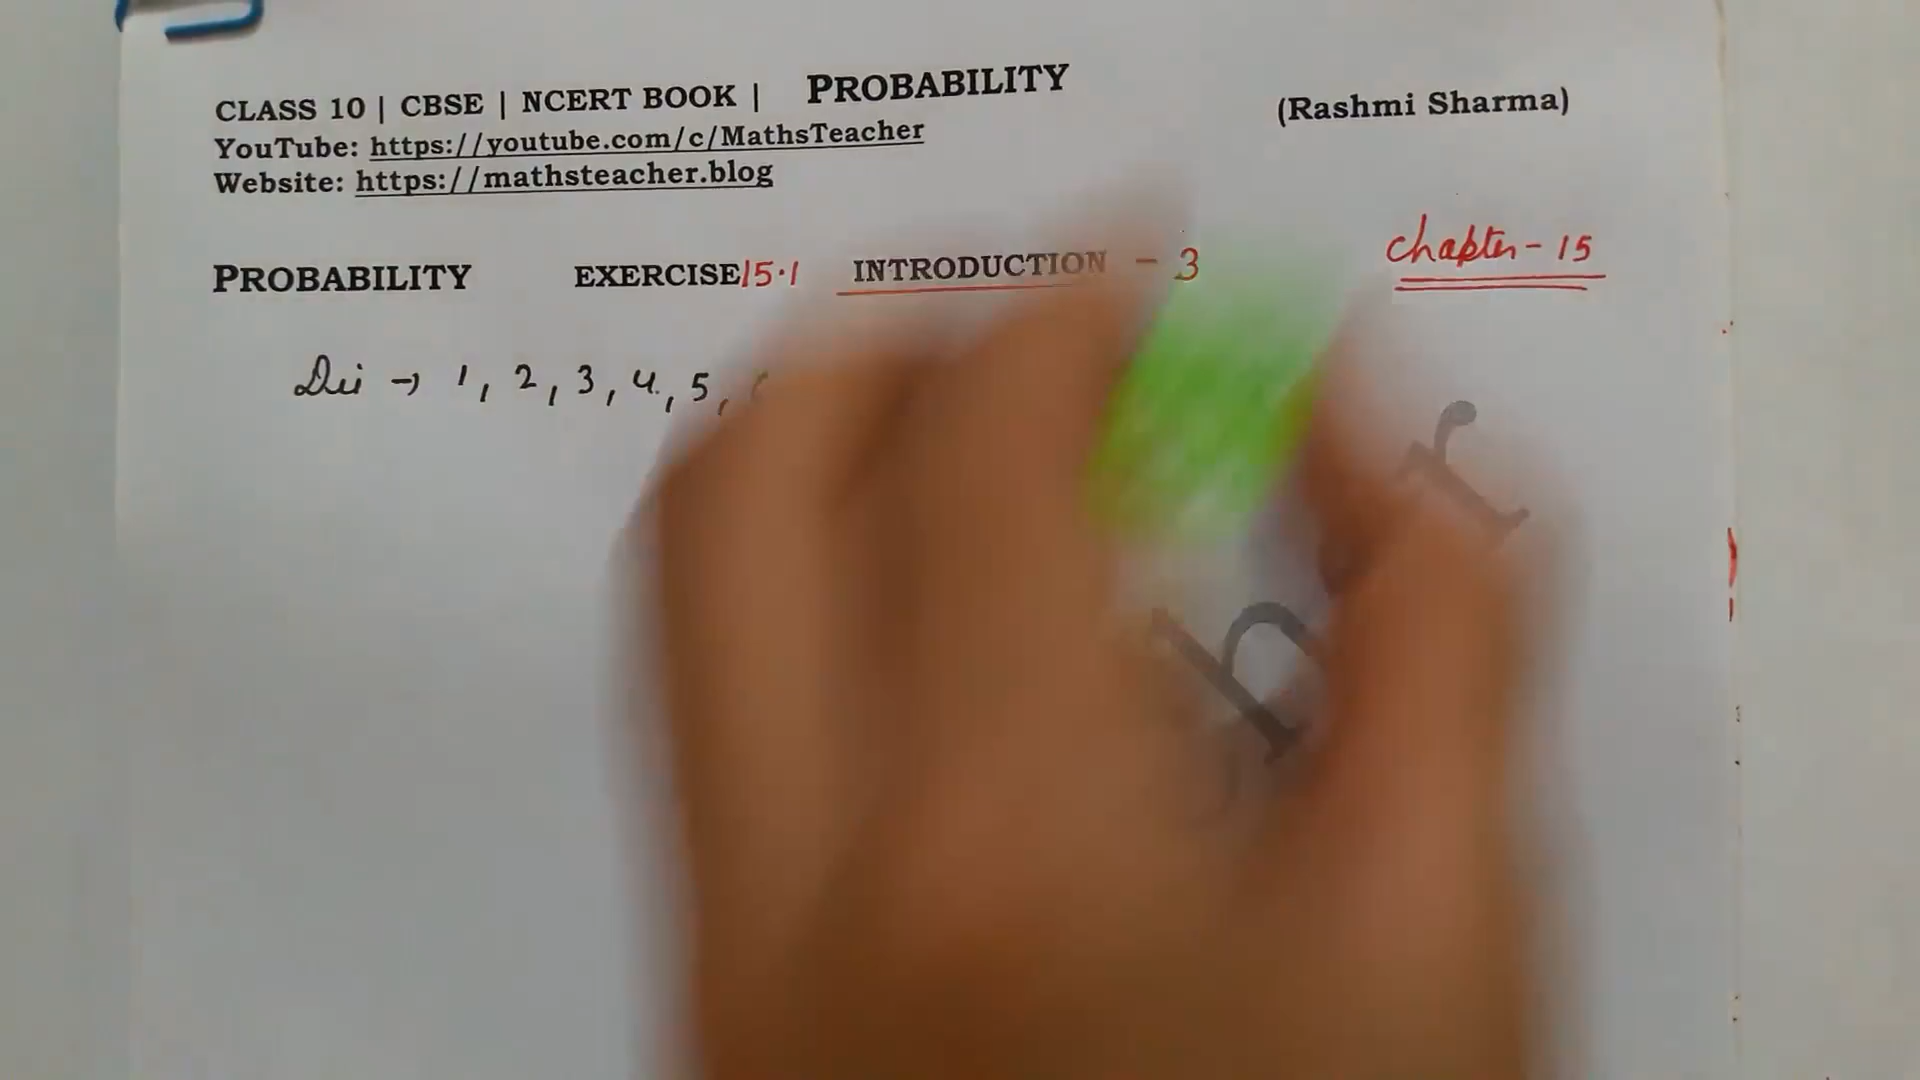 CLASS 10 | CBSE | NCERT BOOK | PROBABILITY
(Rashmi Sharma)
YouTube: https://youtube.com/c/MathsTeacher
Website: https://mathsteacher.blog
chapter - 15
PROBABILITY EXERCISE 15.1 INTRODUCTION - 3
Die → 1, 2, 3, 4, 5,